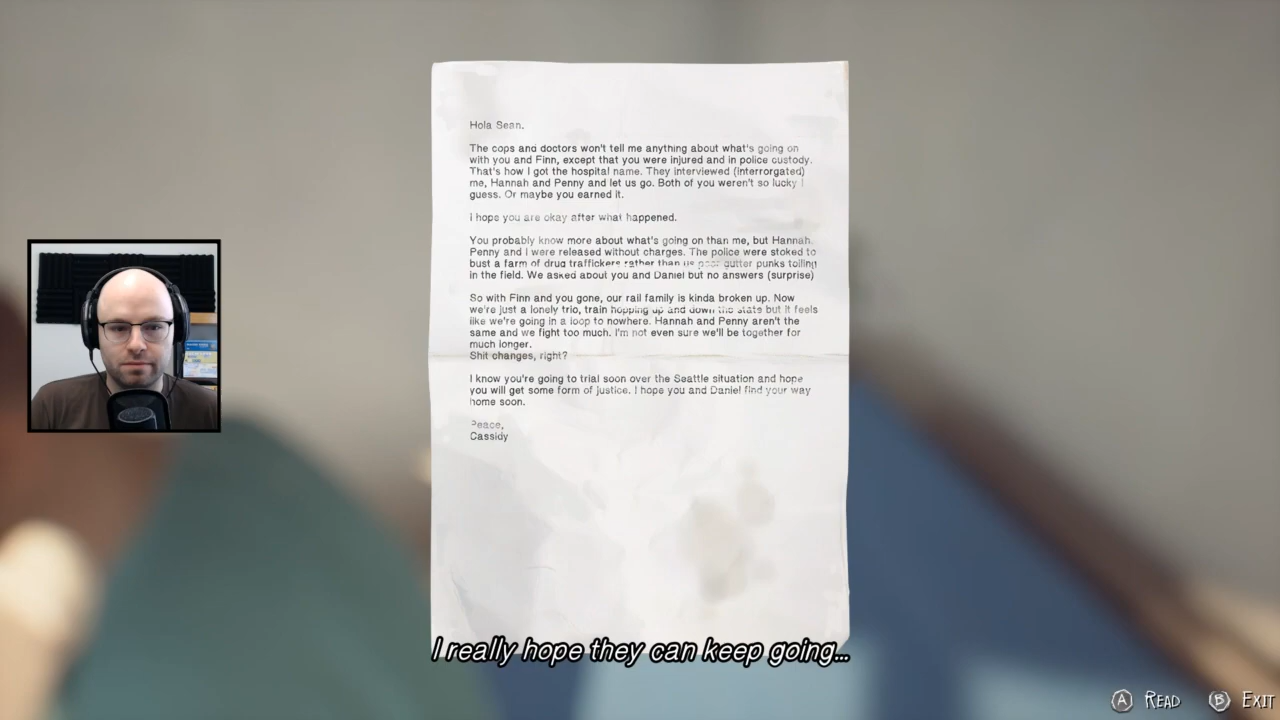 Hola Sean,
The cops and doctors won't tell me anything about what's going on
with you and Finn, except that you were injured and in police custody.
That's how I got the hospital name. They interviewed (interrorgated)
me, Hannah and Penny and let us go. Both of you weren't so lucky I
guess. Or maybe you earned it.
I hope you are okay after what happened.
You probably know more about what's going on than me, but Hannah,
Penny and I were released without charges. The police were stoked to
bust a farm of drug traffickers rather than us poor gutter punks toiling
in the field. We asked about you and Daniel but no answers (surprise)
So with Finn and you gone, our rail family is kinda broken up. Now
we're just a lonely trio, train hopping up and down the state but it feels
like we're going in a loop to nowhere. Hannah and Penny aren't the
same and we fight too much. I'm not even sure we'll be together for
much longer.
Shit changes, right?
I know you're going to trial soon over the Seattle situation and hope
you will get some form of justice. I hope you and Daniel find your way
home soon.
Peace,
Cassidy
I really hope they can keep going...
A READ B EXIT